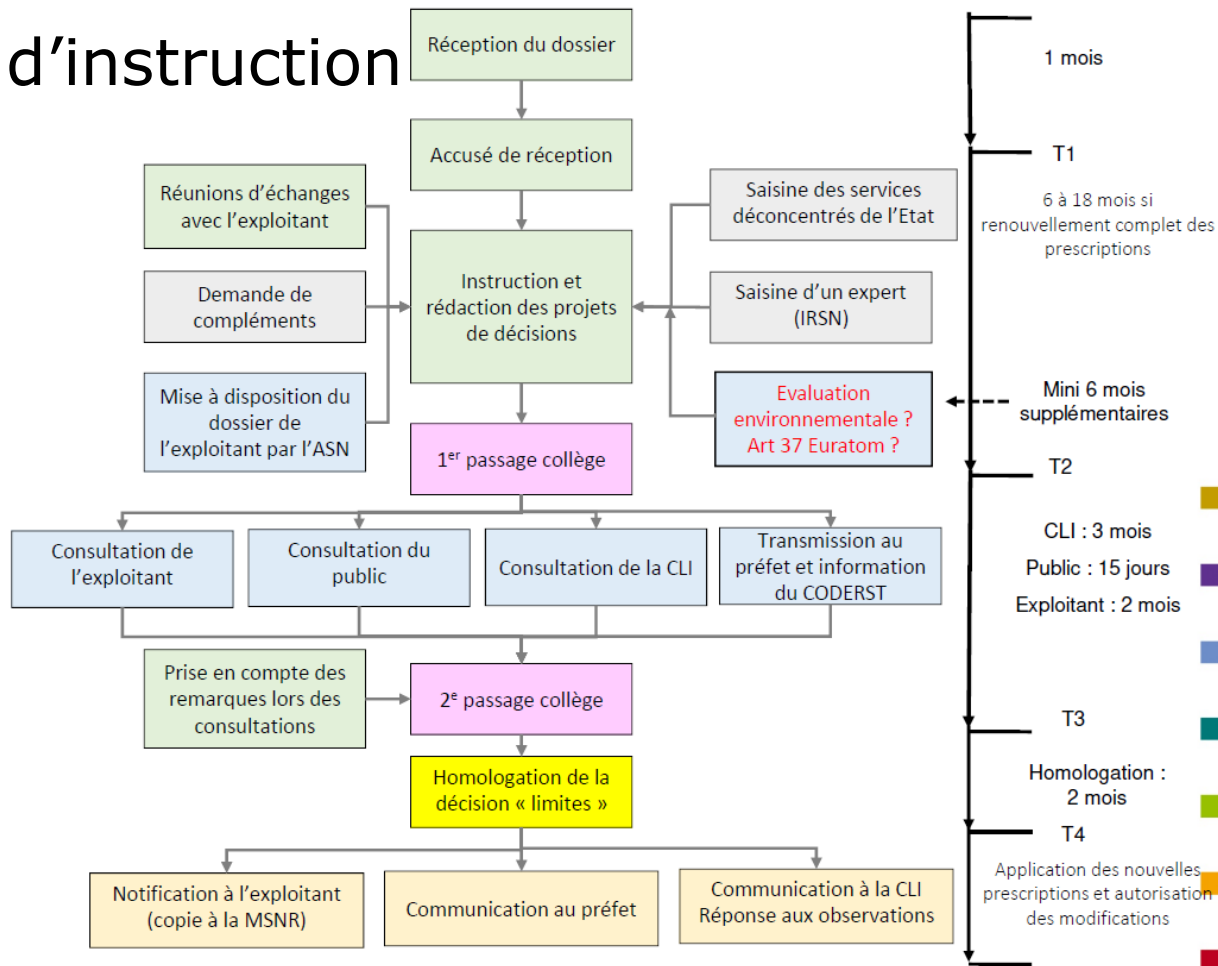 d’instruction
Réception du dossier
Accusé de réception
Réunions d’échanges
avec l’exploitant
Demande de
compléments
Mise à disposition du
dossier de
l’exploitant par l’ASN
Instruction et
rédaction des projets
de décisions
Saisine des services
déconcentrés de l’Etat
Saisine d’un expert
(IRSN)
Evaluation
environnementale ?
Art 37 Euratom ?
1er passage collège
Consultation de
l’exploitant
Consultation du
public
Consultation de la CLI
Transmission au
préfet et information
du CODERST
Prise en compte des
remarques lors des
consultations
2e passage collège
Homologation de la
décision « limites »
Notification à l’exploitant
(copie à la MSNR)
Communication au préfet
Communication à la CLI
Réponse aux observations
1 mois
T1
6 à 18 mois si
renouvellement complet des
prescriptions
Mini 6 mois
supplémentaires
T2
CLI : 3 mois
Public : 15 jours
Exploitant : 2 mois
T3
Homologation :
2 mois
T4
Application des nouvelles
prescriptions et autorisation
des modifications